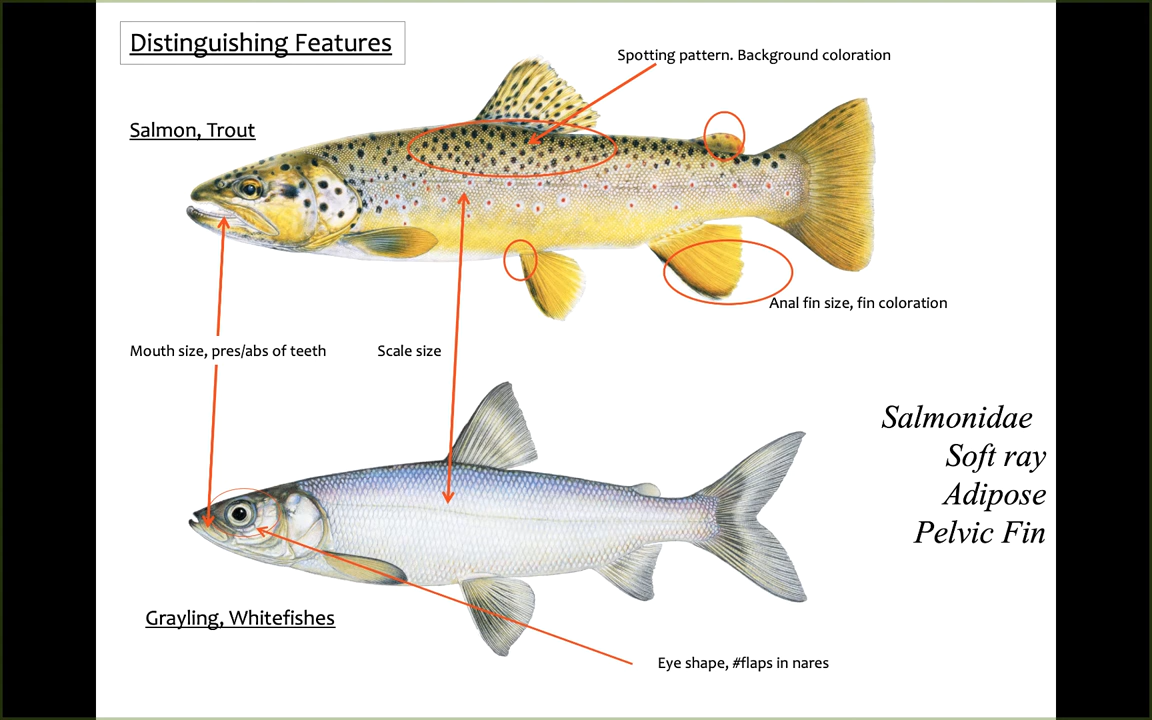 Distinguishing Features
Spotting pattern. Background coloration
Salmon, Trout
Anal fin size, fin coloration
Mouth size, pres/abs of teeth
Scale size
Salmonidae
Soft ray
Adipose
Pelvic Fin
Grayling, Whitefishes
Eye shape, #flaps in nares